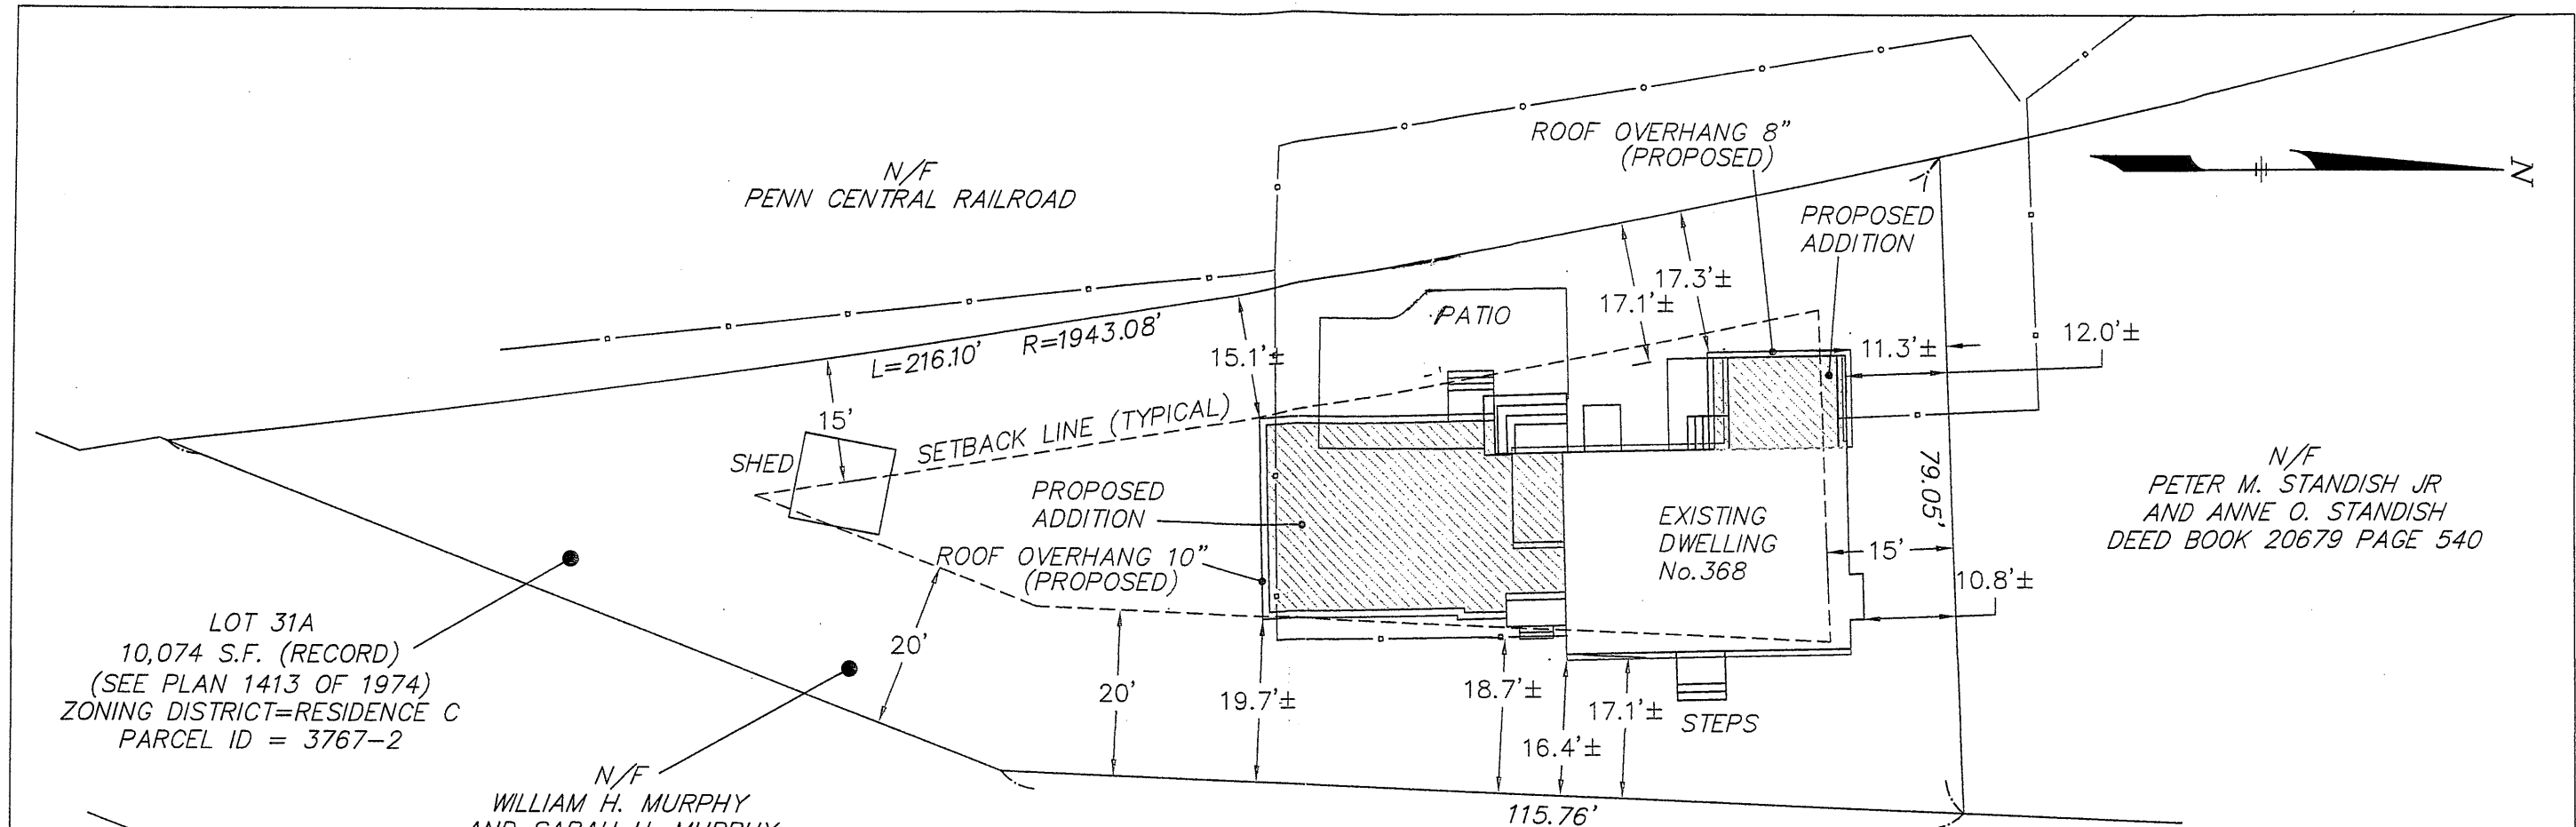 N/F
PENN CENTRAL RAILROAD
ROOF OVERHANG 8"
(PROPOSED)
N
PROPOSED
ADDITION
17.3'±
17.1'±
PATIO
11.3'±
12.0'±
L=216.10' R=1943.08'
15.1'±
15'
SETBACK LINE (TYPICAL)
SHED
PROPOSED
ADDITION
ROOF OVERHANG 10"
(PROPOSED)
EXISTING
DWELLING
No.368
79.05'
15'
10.8'±
N/F
PETER M. STANDISH JR
AND ANNE O. STANDISH
DEED BOOK 20679 PAGE 540
LOT 31A
10,074 S.F. (RECORD)
(SEE PLAN 1413 OF 1974)
ZONING DISTRICT=RESIDENCE C
PARCEL ID = 3767-2
20'
20'
19.7'±
18.7'±
16.4'±
17.1'±
STEPS
115.76'
N/F
WILLIAM H. MURPHY
AND SARAH H. MURPHY